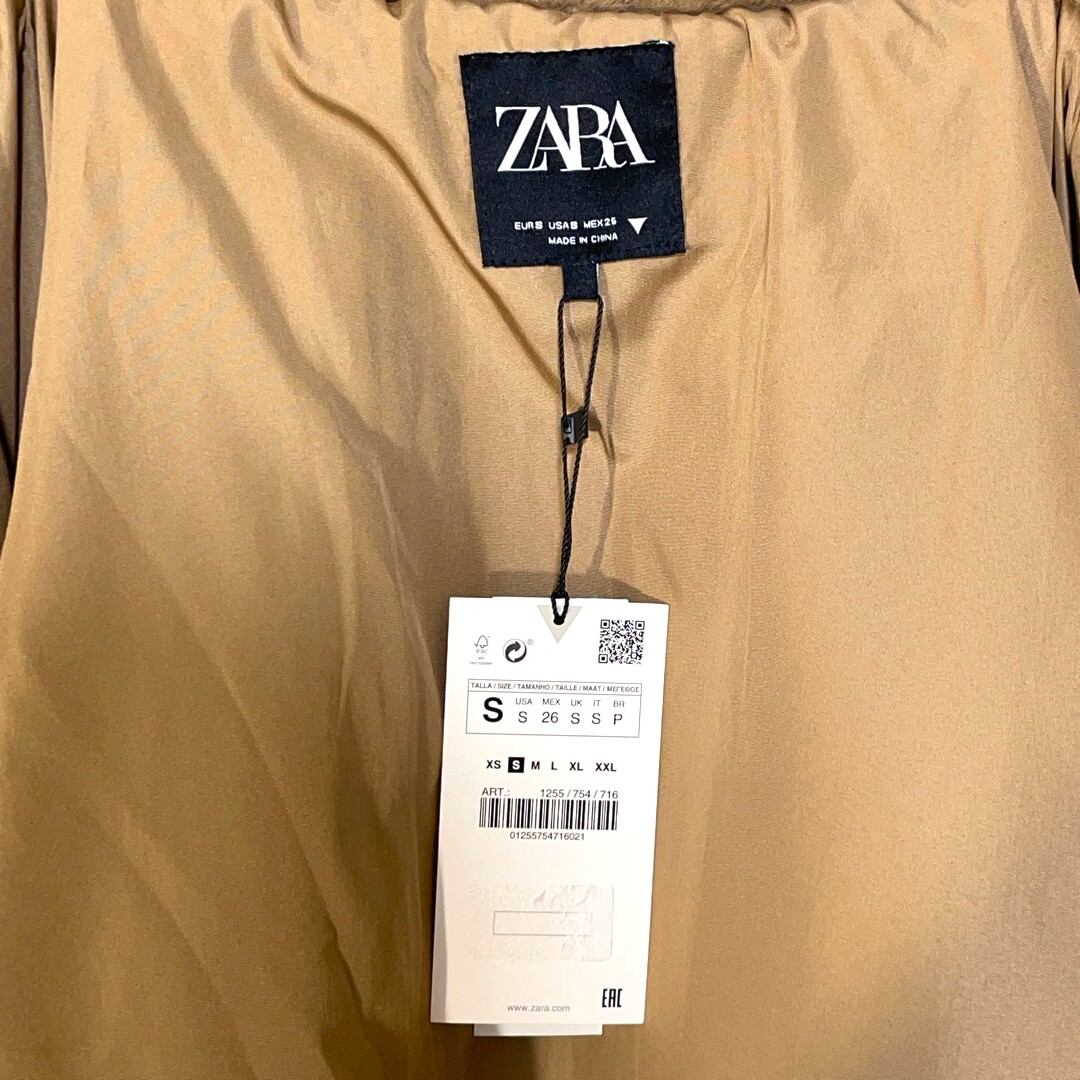 ZARA
EUR S USA S MEX 26
MADE IN CHINA
FSC
®
TALLA / SIZE / TAMANHO / TAILLE / MAAT / ΜΕΓΕΘΟΣ
S USA MEX UK IT BR
S 26 S S P
XS S M L XL XXL
ART.: 1255 / 754 / 716
01255754716021
www.zara.com
EAC